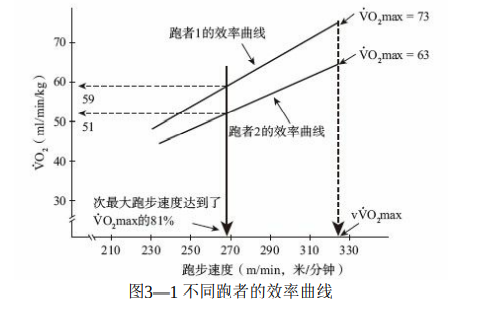 V̇O₂max = 73
跑者1的效率曲线
V̇O₂max = 63
70
60
59
51
50
40
30
V̇O₂ (ml/min/kg)
跑者2的效率曲线
次最大跑步速度达到了
V̇O₂max的81%
vV̇O₂max
210 230 250 270 290 310 330
跑步速度（m/min，米/分钟）
图3—1 不同跑者的效率曲线